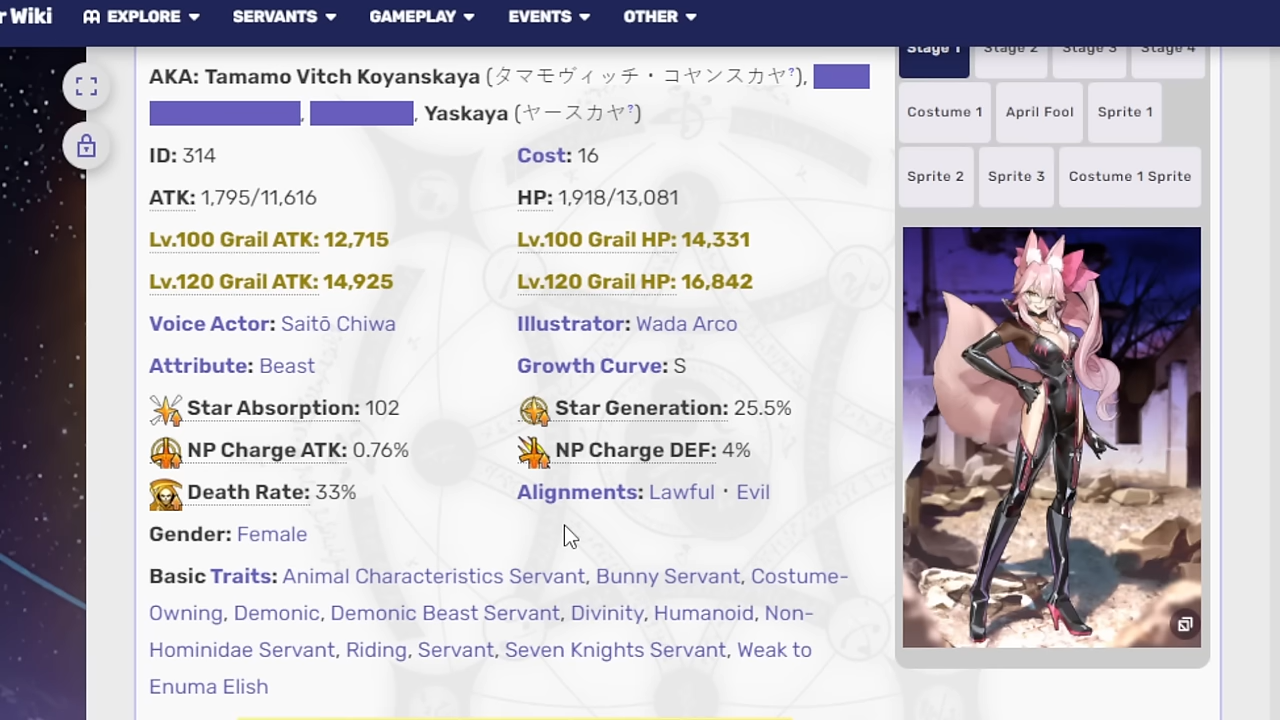 r Wiki EXPLORE SERVANTS GAMEPLAY EVENTS OTHER
AKA: Tamamo Vitch Koyanskaya (タマモヴィッチ・コヤンスカヤ?),
, , Yaskaya (ヤースカヤ?)
ID: 314
Cost: 16
ATK: 1,795/11,616
HP: 1,918/13,081
Lv.100 Grail ATK: 12,715
Lv.100 Grail HP: 14,331
Lv.120 Grail ATK: 14,925
Lv.120 Grail HP: 16,842
Voice Actor: Saitō Chiwa
Illustrator: Wada Arco
Attribute: Beast
Growth Curve: S
Star Absorption: 102
Star Generation: 25.5%
NP Charge ATK: 0.76%
NP Charge DEF: 4%
Death Rate: 33%
Alignments: Lawful・Evil
Gender: Female
Basic Traits: Animal Characteristics Servant, Bunny Servant, Costume-
Owning, Demonic, Demonic Beast Servant, Divinity, Humanoid, Non-
Hominidae Servant, Riding, Servant, Seven Knights Servant, Weak to
Enuma Elish
Stage 1 Stage 2 Stage 3 Stage 4
Costume 1 April Fool Sprite 1
Sprite 2 Sprite 3 Costume 1 Sprite